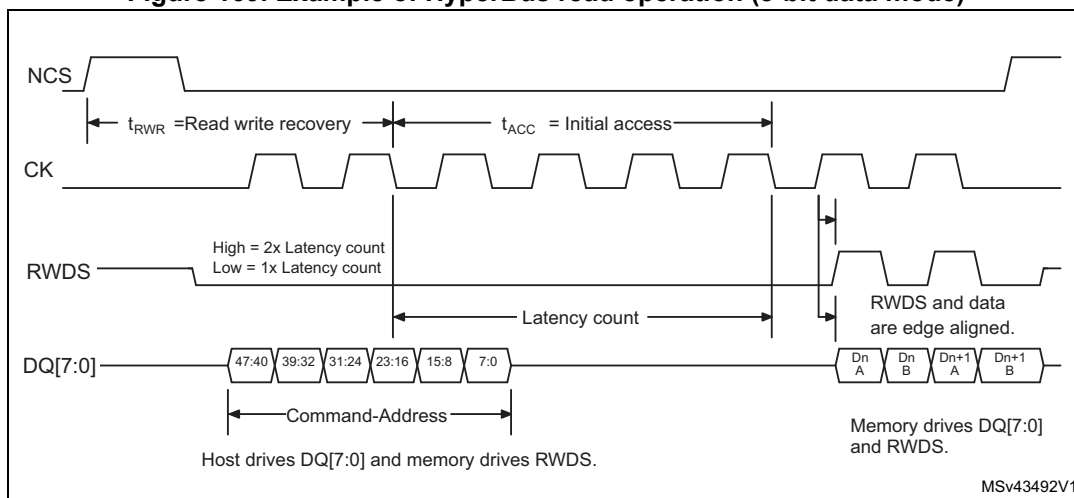 Figure 109. Example of HyperBus read operation (8-bit data mode)
NCS
tRWR =Read write recovery
tACC = Initial access
CK
High = 2x Latency count
Low = 1x Latency count
RWDS
RWDS and data
are edge aligned.
Latency count
DQ[7:0]
47:40 39:32 31:24 23:16 15:8 7:0
Dn Dn Dn+1 Dn+1
A B A B
Command-Address
Memory drives DQ[7:0]
and RWDS.
Host drives DQ[7:0] and memory drives RWDS.
MSv43492V1